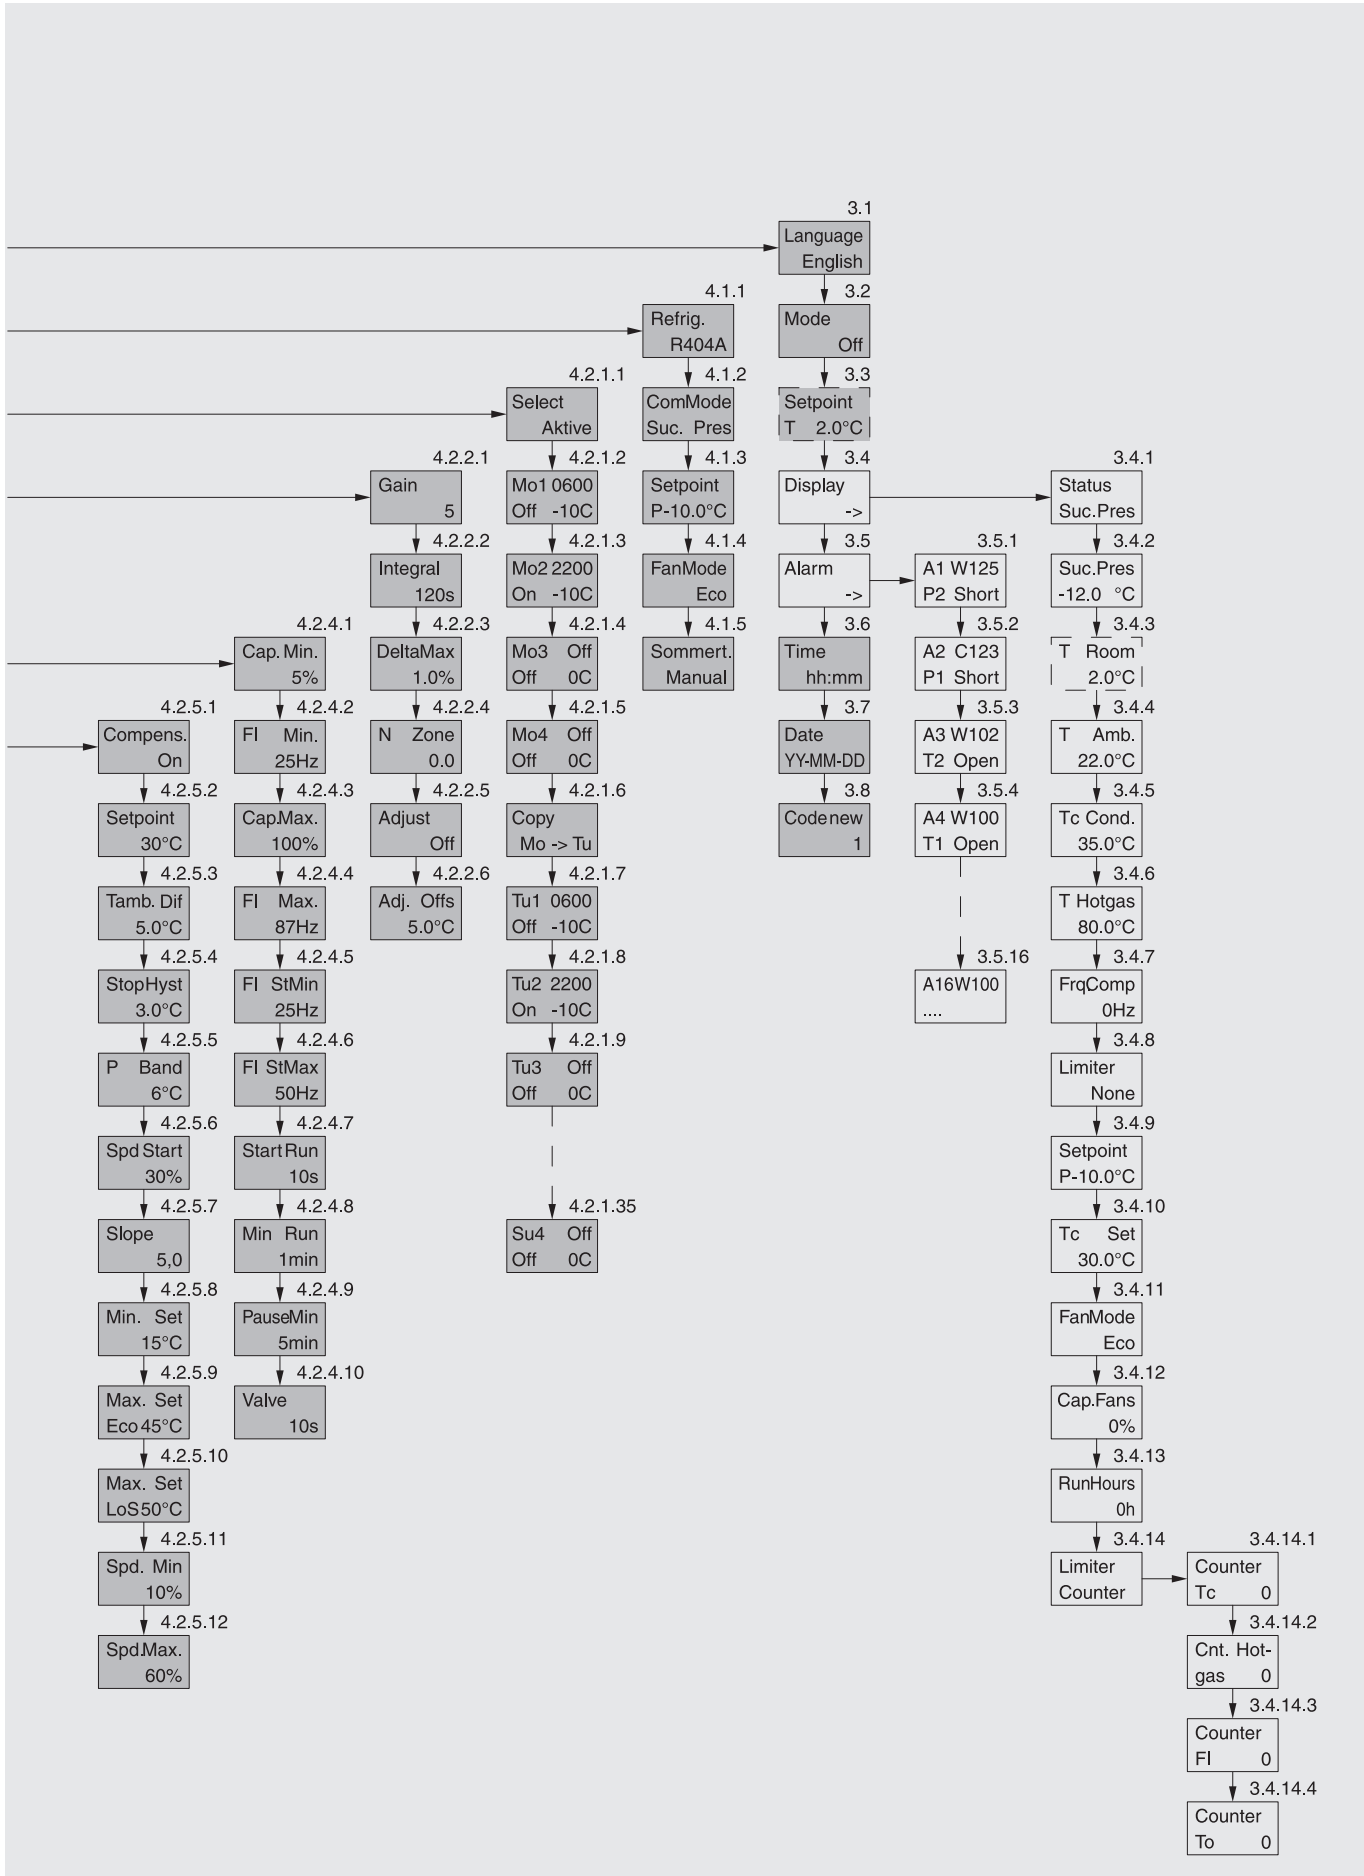 3.1
Language
English
3.2
Mode
Off
3.3
Setpoint
T 2.0°C
3.4
Display
->
3.5
Alarm
->
3.6
Time
hh:mm
3.7
Date
YY-MM-DD
3.8
Code new
1
4.1.1
Refrig.
R404A
4.1.2
ComMode
Suc. Pres
4.1.3
Setpoint
P-10.0°C
4.1.4
FanMode
Eco
4.1.5
Sommert.
Manual
4.2.1.1
Select
Aktive
4.2.1.2
Mo1 0600
Off -10C
4.2.1.3
Mo2 2200
On -10C
4.2.1.4
Mo3 Off
Off 0C
4.2.1.5
Mo4 Off
Off 0C
4.2.1.6
Copy
Mo -> Tu
4.2.1.7
Tu1 0600
Off -10C
4.2.1.8
Tu2 2200
On -10C
4.2.1.9
Tu3 Off
Off 0C
4.2.1.35
Su4 Off
Off 0C
4.2.2.1
Gain
5
4.2.2.2
Integral
120s
4.2.2.3
DeltaMax
1.0%
4.2.2.4
N Zone
0.0
4.2.2.5
Adjust
Off
4.2.2.6
Adj. Offs
5.0°C
4.2.4.1
Cap. Min.
5%
4.2.4.2
FI Min.
25Hz
4.2.4.3
Cap.Max.
100%
4.2.4.4
FI Max.
87Hz
4.2.4.5
FI StMin
25Hz
4.2.4.6
FI StMax
50Hz
4.2.4.7
Start Run
10s
4.2.4.8
Min Run
1min
4.2.4.9
PauseMin
5min
4.2.4.10
Valve
10s
4.2.5.1
Compens.
On
4.2.5.2
Setpoint
30°C
4.2.5.3
Tamb. Dif
5.0°C
4.2.5.4
StopHyst
3.0°C
4.2.5.5
P Band
6°C
4.2.5.6
Spd Start
30%
4.2.5.7
Slope
5,0
4.2.5.8
Min. Set
15°C
4.2.5.9
Max. Set
Eco 45°C
4.2.5.10
Max. Set
LoS50°C
4.2.5.11
Spd. Min
10%
4.2.5.12
Spd.Max.
60%
3.5.1
A1 W125
P2 Short
3.5.2
A2 C123
P1 Short
3.5.3
A3 W102
T2 Open
3.5.4
A4 W100
T1 Open
3.5.16
A16W100
....
3.4.1
Status
Suc.Pres
3.4.2
Suc.Pres
-12.0 °C
3.4.3
T Room
2.0°C
3.4.4
T Amb.
22.0°C
3.4.5
Tc Cond.
35.0°C
3.4.6
T Hotgas
80.0°C
3.4.7
FrqComp
0Hz
3.4.8
Limiter
None
3.4.9
Setpoint
P-10.0°C
3.4.10
Tc Set
30.0°C
3.4.11
FanMode
Eco
3.4.12
Cap.Fans
0%
3.4.13
RunHours
0h
3.4.14
Limiter
Counter
3.4.14.1
Counter
Tc 0
3.4.14.2
Cnt. Hot-
gas 0
3.4.14.3
Counter
FI 0
3.4.14.4
Counter
To 0